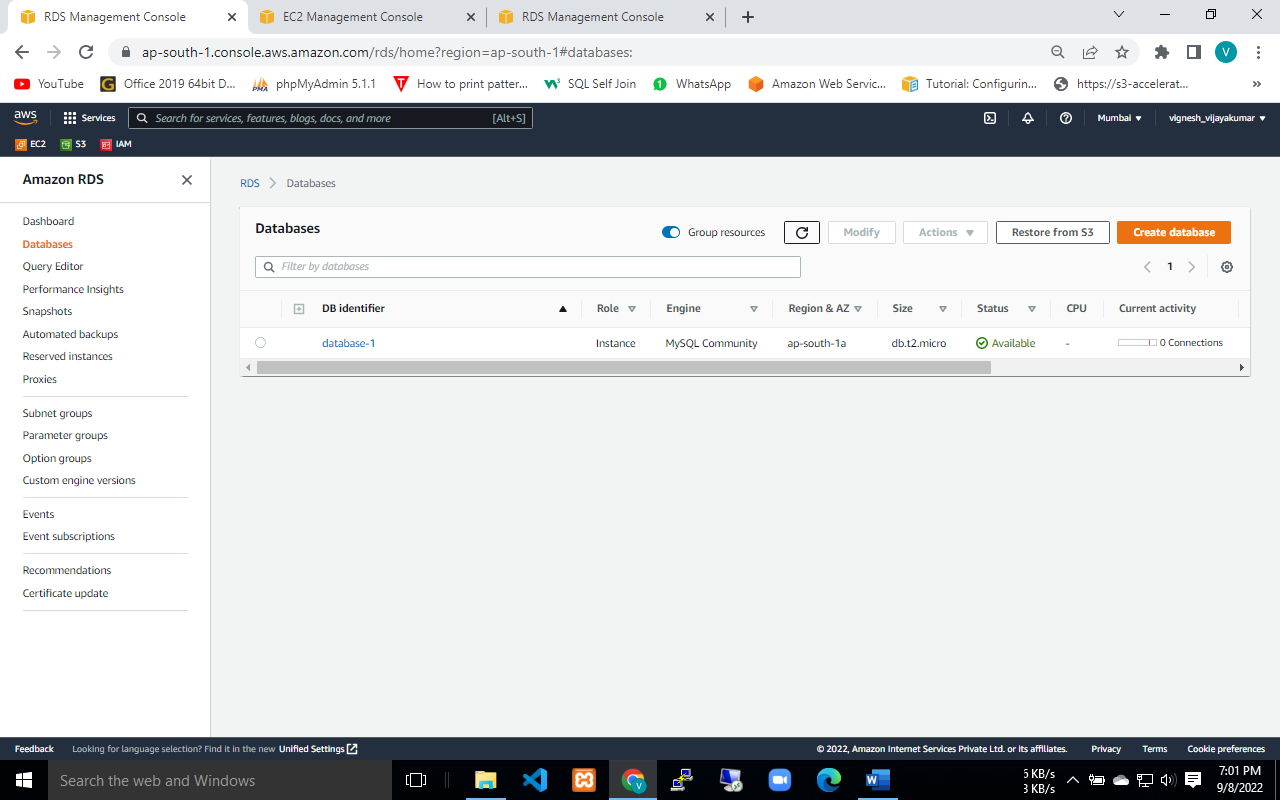 RDS Management Console
EC2 Management Console
RDS Management Console
ap-south-1.console.aws.amazon.com/rds/home?region=ap-south-1#databases:
V
YouTube
Office 2019 64bit D...
phpMyAdmin 5.1.1
How to print patter...
SQL Self Join
WhatsApp
Amazon Web Servic...
Tutorial: Configurin...
https://s3-accelerat...
»
aws
Services
Search for services, features, blogs, docs, and more [Alt+S]
Mumbai
vignesh_vijayakumar
EC2
S3
IAM
Amazon RDS
Dashboard
Databases
Query Editor
Performance Insights
Snapshots
Automated backups
Reserved instances
Proxies
Subnet groups
Parameter groups
Option groups
Custom engine versions
Events
Event subscriptions
Recommendations
Certificate update
RDS > Databases
Databases
Group resources
Modify
Actions
Restore from S3
Create database
Filter by databases
1
DB identifier Role Engine Region & AZ Size Status CPU Current activity
database-1 Instance MySQL Community ap-south-1a db.t2.micro Available - 0 Connections
Feedback Looking for language selection? Find it in the new Unified Settings
© 2022, Amazon Internet Services Private Ltd. or its affiliates. Privacy Terms Cookie preferences
Search the web and Windows
7:01 PM
9/8/2022